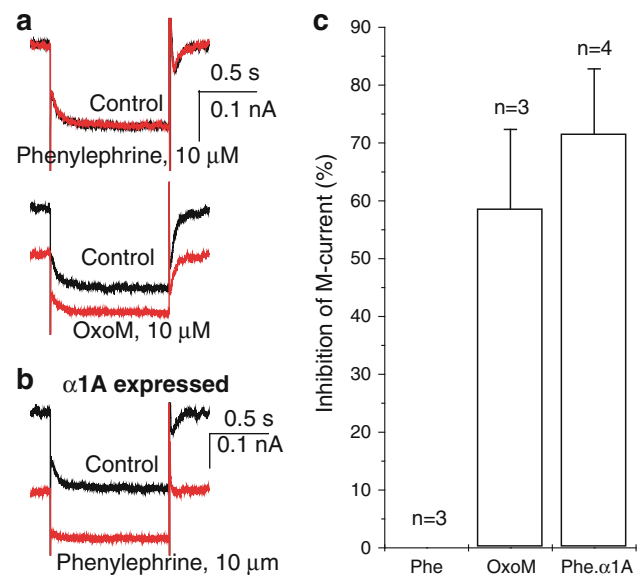 a
0.5 s
0.1 nA
Control
Phenylephrine, 10 μM
Control
OxoM, 10 μM
b
α1A expressed
0.5 s
0.1 nA
Control
Phenylephrine, 10 μm
c
Inhibition of M-current (%)
90
80
70
60
50
40
30
20
10
0
n=3
n=3
n=4
Phe
OxoM
Phe.α1A